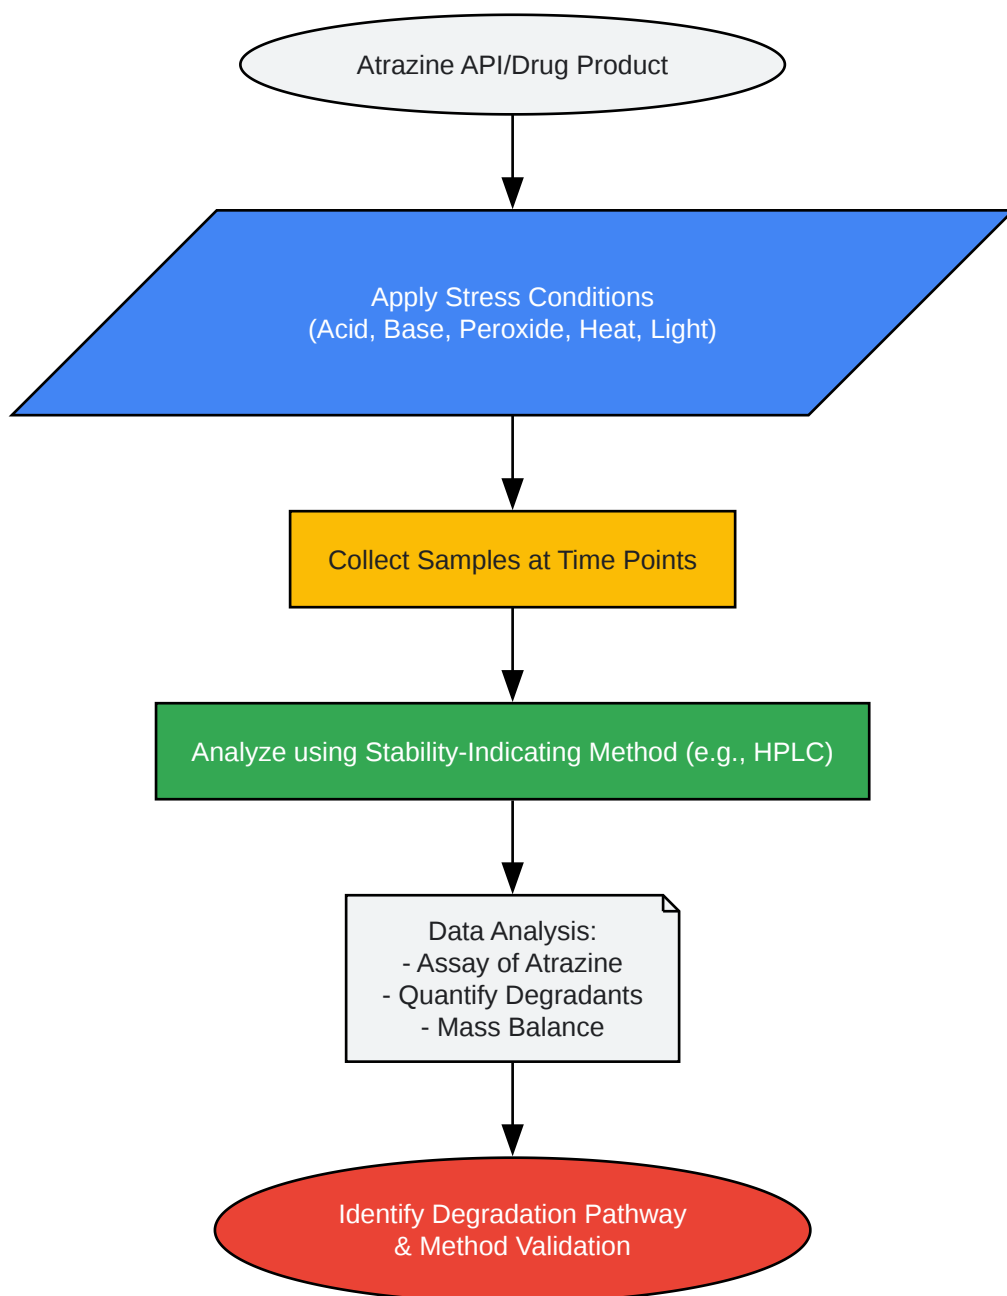 Atrazine API/Drug Product
Apply Stress Conditions
(Acid, Base, Peroxide, Heat, Light)
Collect Samples at Time Points
Analyze using Stability-Indicating Method (e.g., HPLC)
Data Analysis:
- Assay of Atrazine
- Quantify Degradants
- Mass Balance
Identify Degradation Pathway
& Method Validation